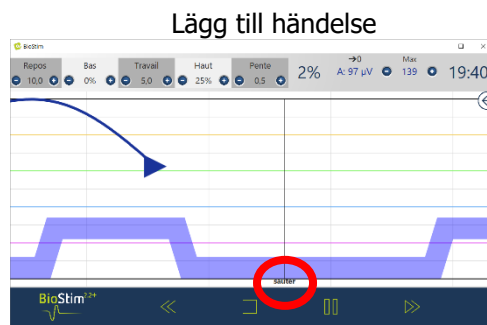 Lägg till händelse
BioStim
Repos Bas Travail Haut Pente →0 Max
10,0 0% 5,0 25% 0.5 2% A: 97 µV 139 19:40
sauter
BioStim 2.2+